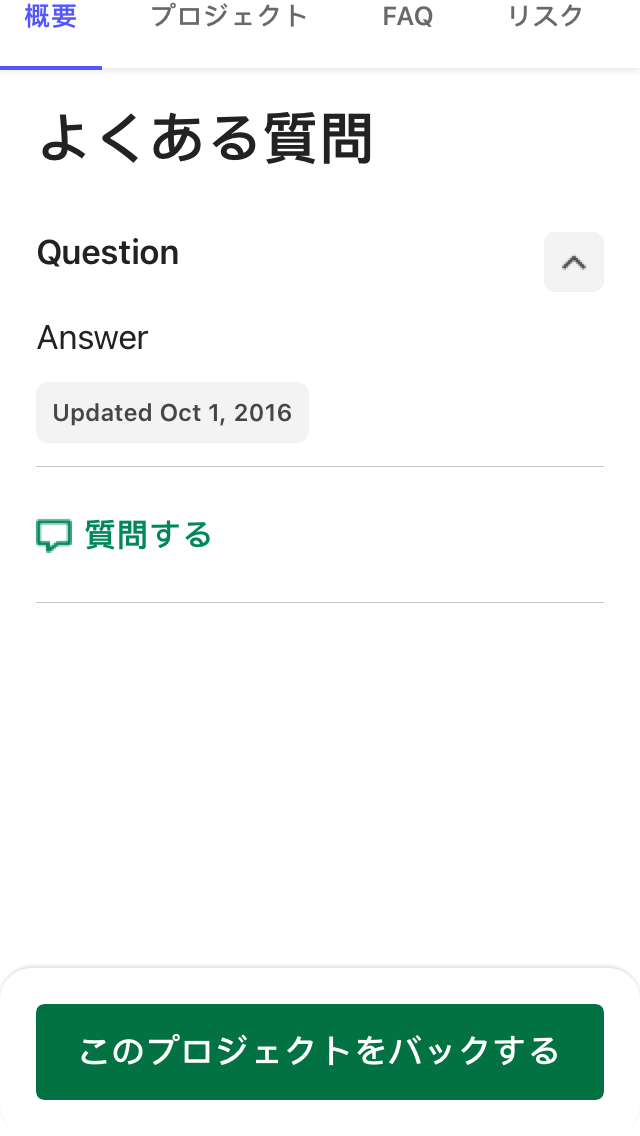 概要 プロジェクト FAQ リスク
よくある質問
Question
Answer
Updated Oct 1, 2016
質問する
このプロジェクトをバックする